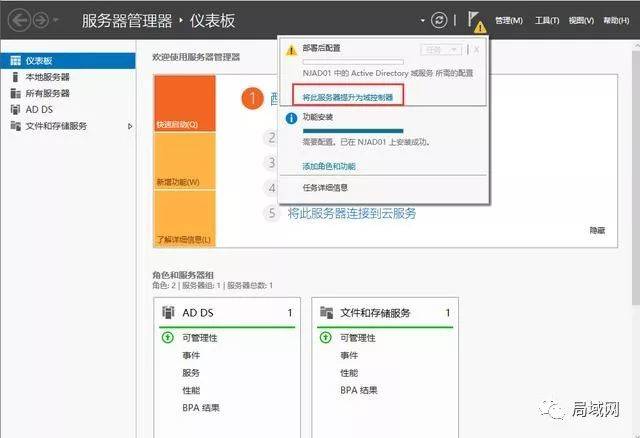 服务器管理器 ▸ 仪表板
管理(M) 工具(T) 视图(V) 帮助(H)
仪表板
本地服务器
所有服务器
AD DS
文件和存储服务
欢迎使用服务器管理器
快速启动(Q)
新增功能(W)
了解详细信息(L)
1
2
3
4
5 将此服务器连接到云服务
隐藏
部署后配置
任务
X
NJAD01 中的 Active Directory 域服务 所需的配置
将此服务器提升为域控制器
功能安装
需要配置。已在 NJAD01 上安装成功。
添加角色和功能
任务详细信息
角色和服务器组
角色: 2 | 服务器组: 1 | 服务器总数: 1
AD DS 1
可管理性
事件
服务
性能
BPA 结果
文件和存储服务 1
可管理性
事件
性能
BPA 结果
局域网